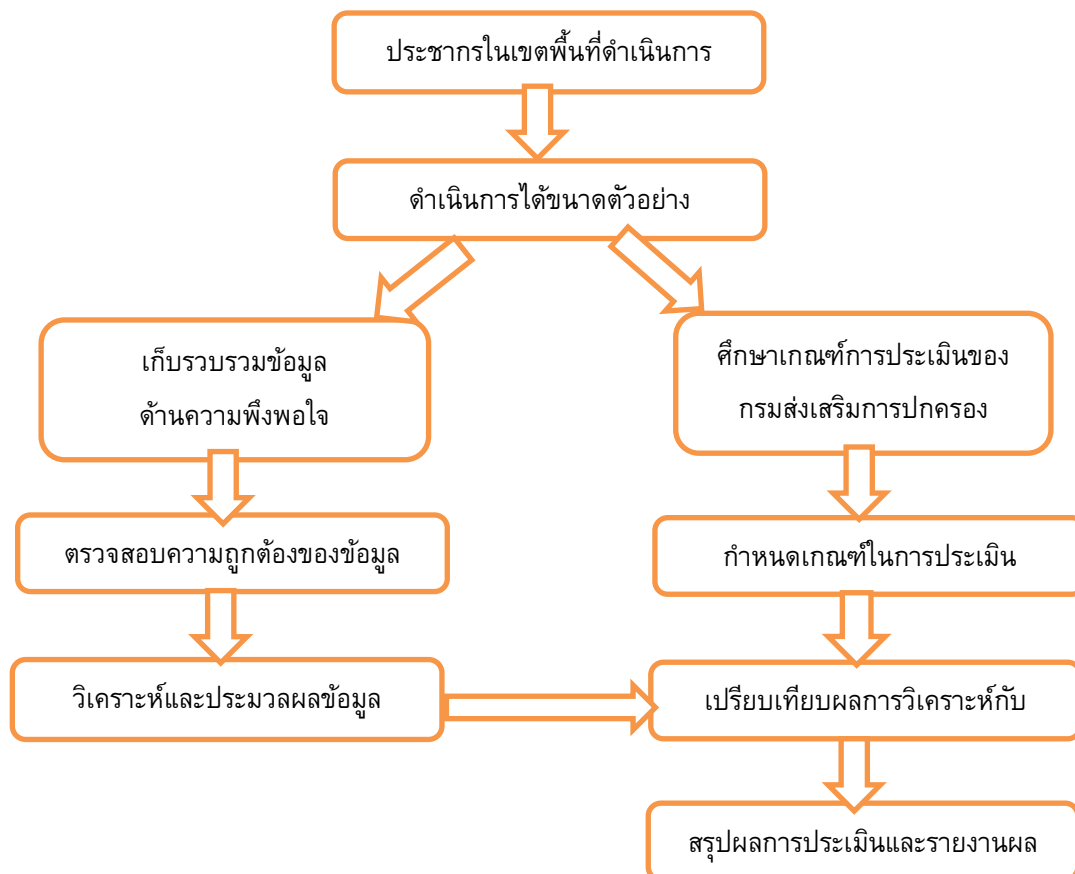 ประชากรในเขตพื้นที่ดำเนินการ
ดำเนินการได้ขนาดตัวอย่าง
เก็บรวบรวมข้อมูล
ด้านความพึงพอใจ
ศึกษาเกณฑ์การประเมินของ
กรมส่งเสริมการปกครอง
ตรวจสอบความถูกต้องของข้อมูล
กำหนดเกณฑ์ในการประเมิน
วิเคราะห์และประมวลผลข้อมูล
เปรียบเทียบผลการวิเคราะห์กับ
สรุปผลการประเมินและรายงานผล